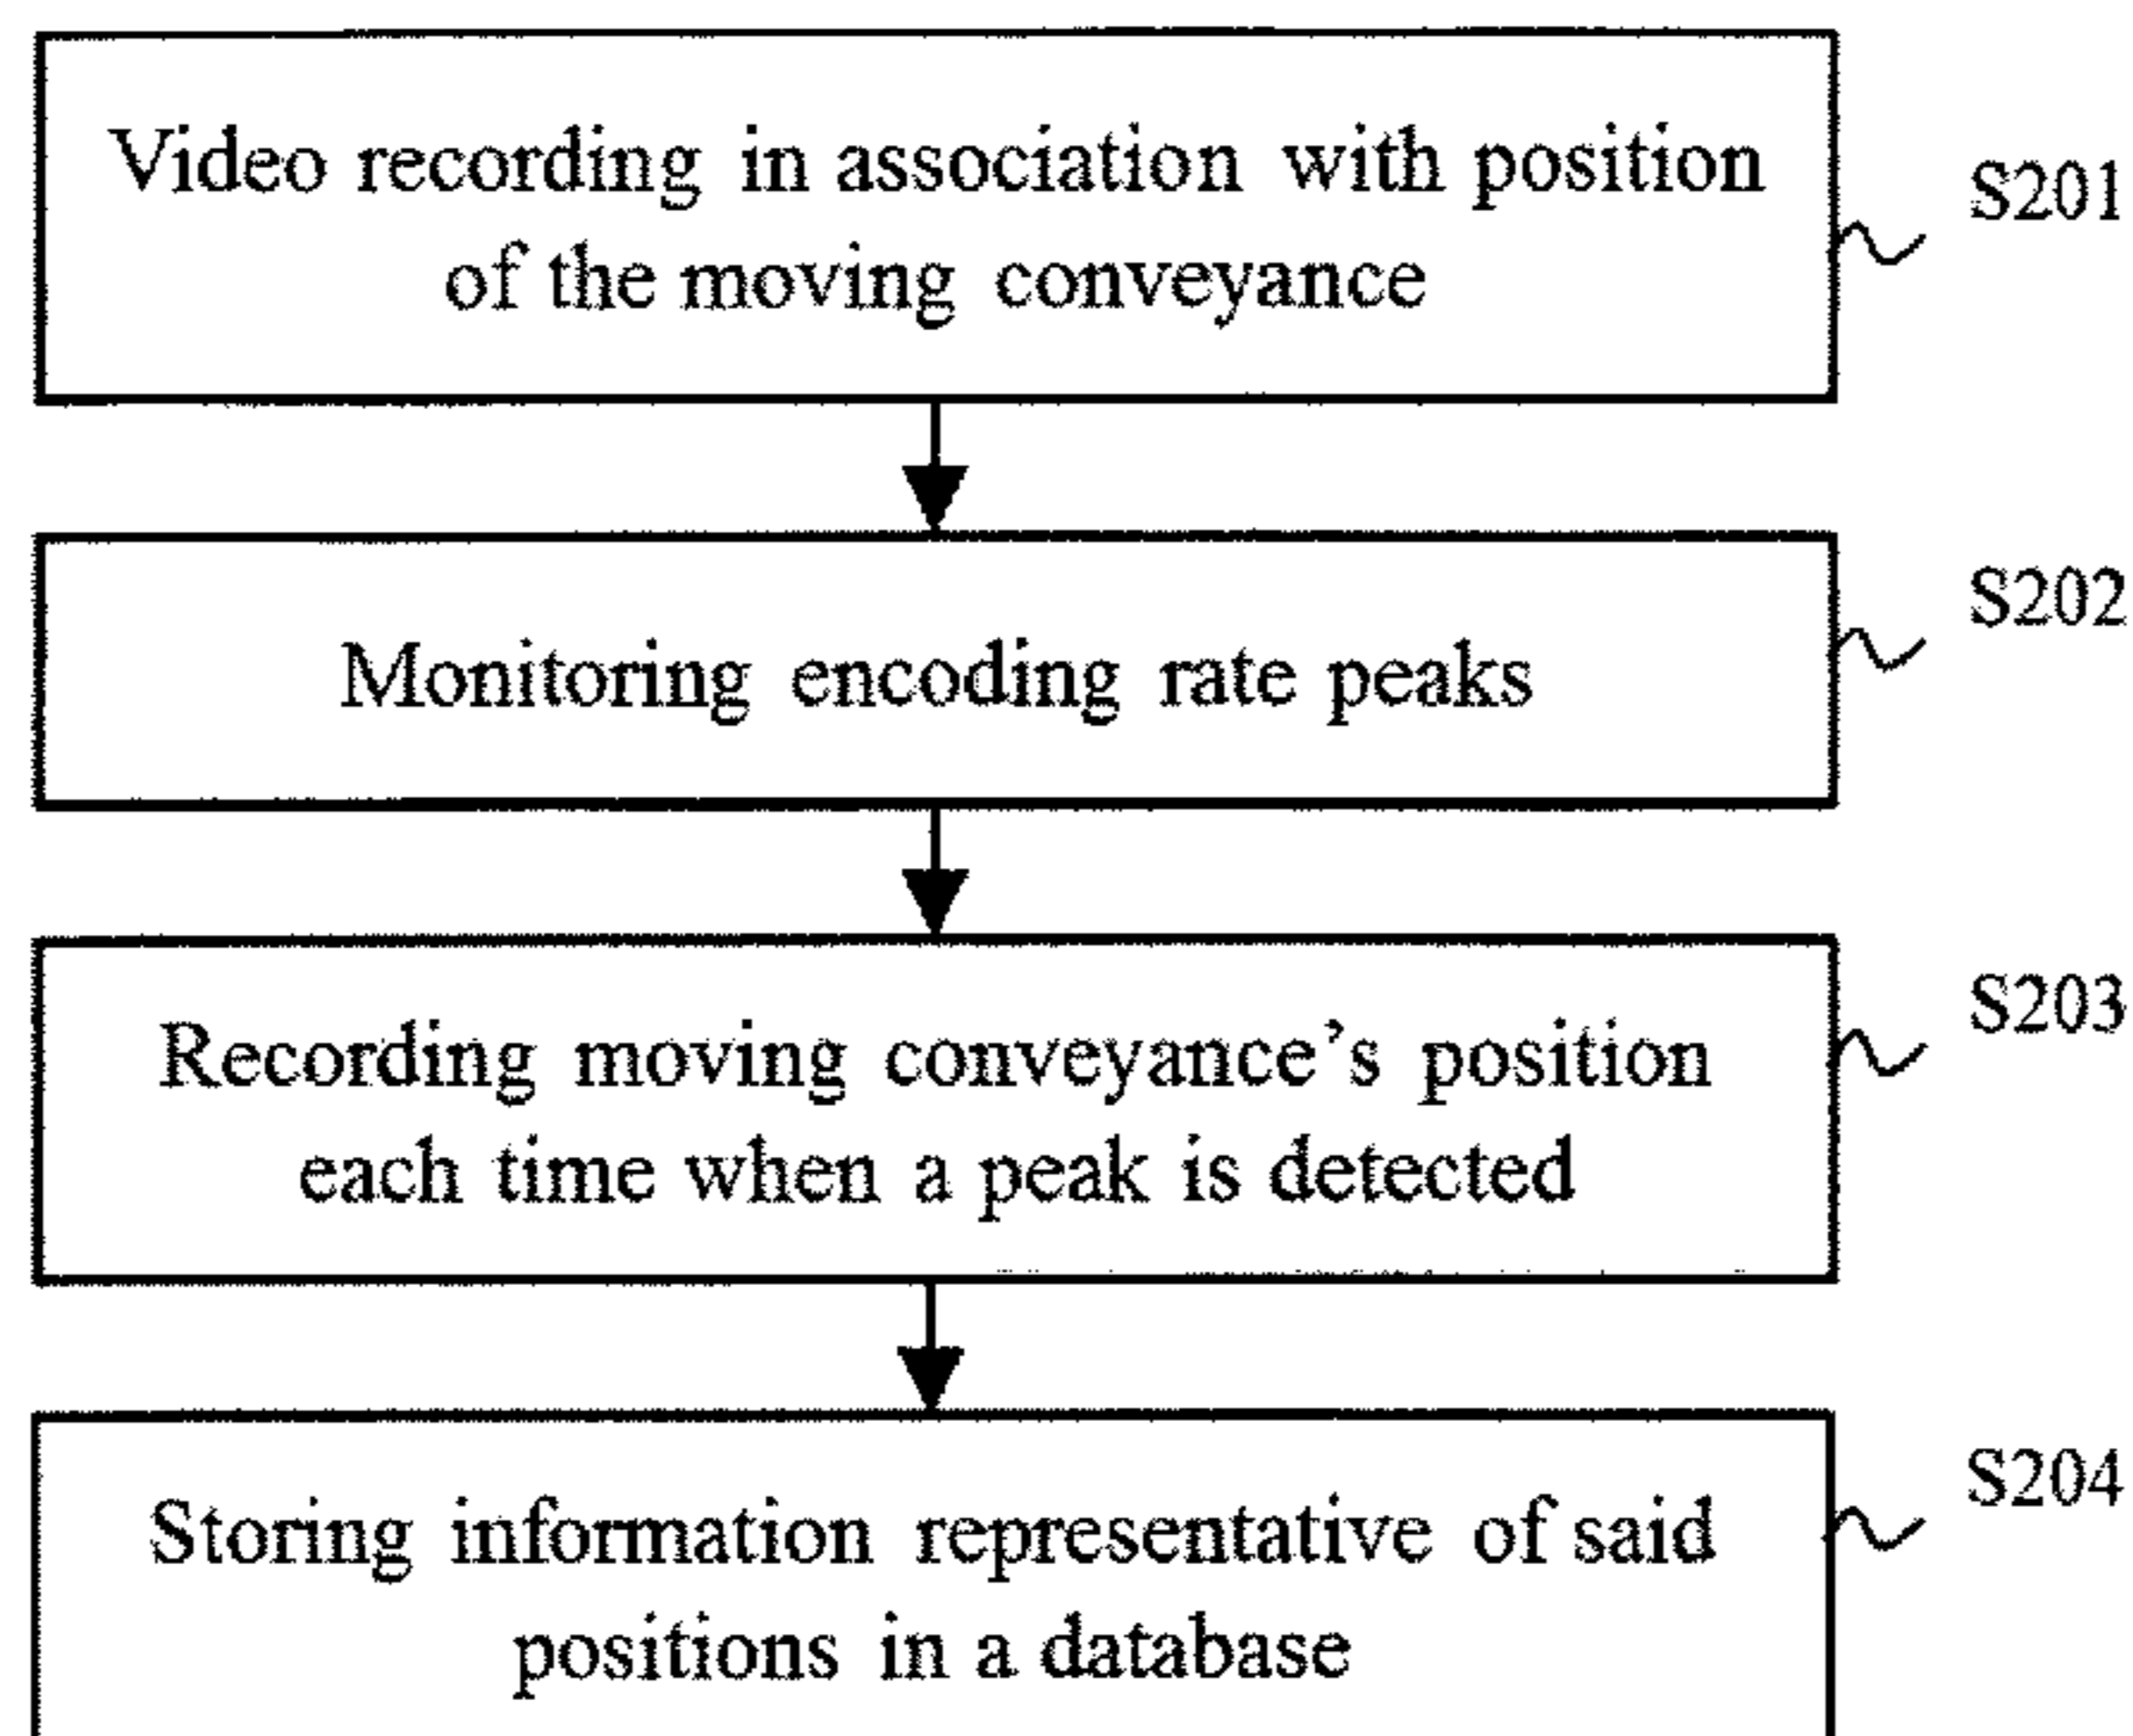 Video recording in association with position
of the moving conveyance
S201
Monitoring encoding rate peaks
S202
Recording moving conveyance’s position
each time when a peak is detected
S203
Storing information representative of said
positions in a database
S204